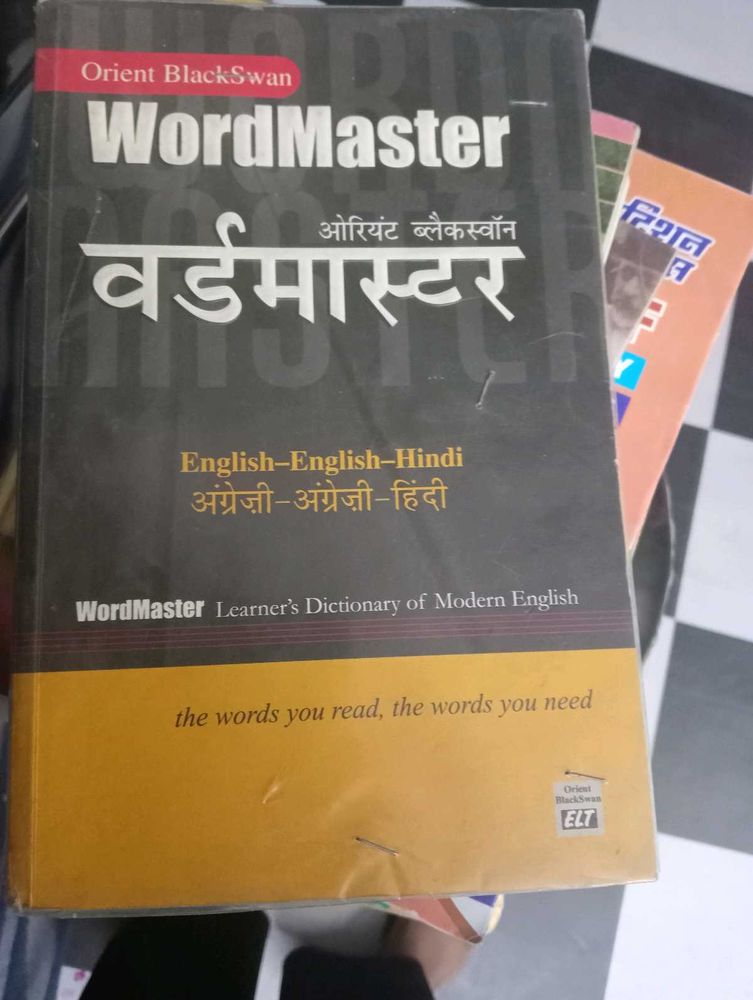 Orient BlackSwan
WordMaster
ओरियंट ब्लैकस्वॉन
वर्डमास्टर
English–English–Hindi
अंग्रेज़ी–अंग्रेज़ी–हिंदी
WordMaster Learner's Dictionary of Modern English
the words you read, the words you need
Orient
BlackSwan
ELT